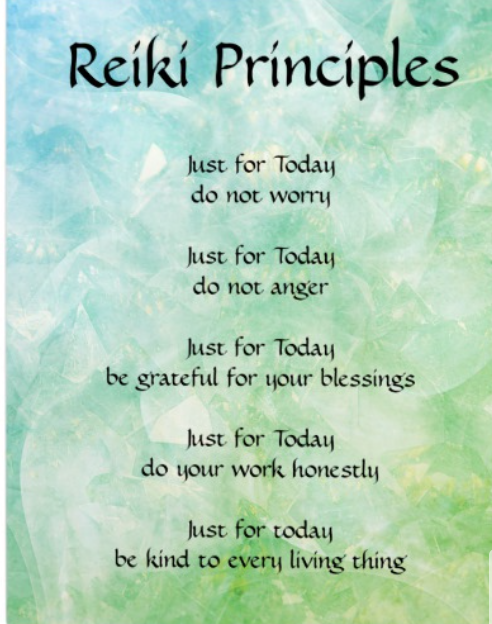 Reiki Principles
Just for Today
do not worry
Just for Today
do not anger
Just for Today
be grateful for your blessings
Just for Today
do your work honestly
Just for today
be kind to every living thing